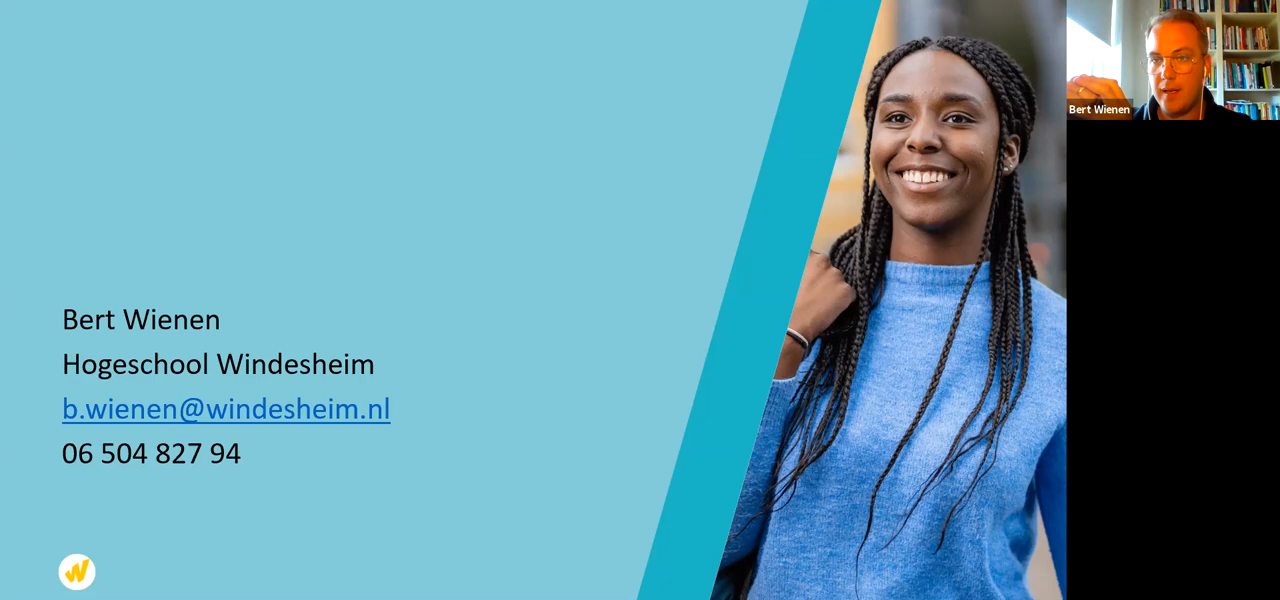 Bert Wienen
Hogeschool Windesheim
b.wienen@windesheim.nl
06 504 827 94
Bert Wienen